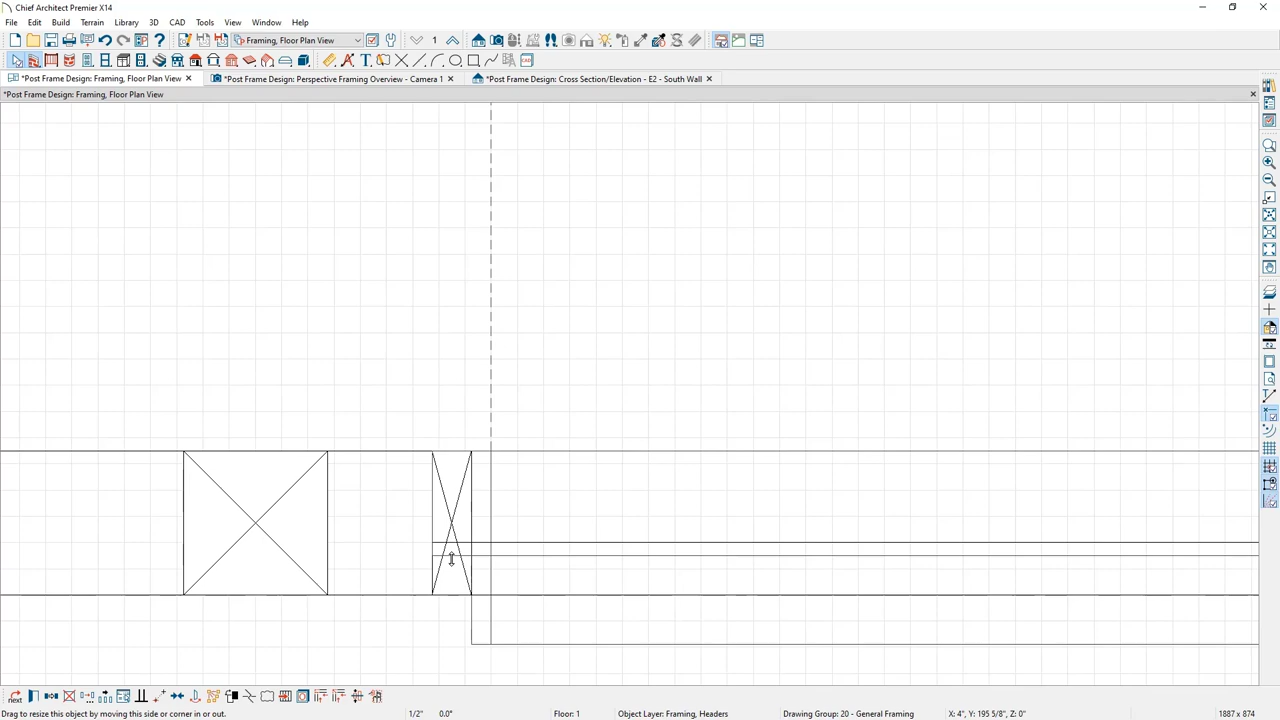 Chief Architect Premier X14
File Edit Build Terrain Library 3D CAD Tools View Window Help
Framing, Floor Plan View 1
*Post Frame Design: Framing, Floor Plan View *Post Frame Design: Perspective Framing Overview - Camera 1 *Post Frame Design: Cross Section/Elevation - E2 - South Wall
*Post Frame Design: Framing, Floor Plan View
next
Drag to resize this object by moving this side or corner in or out. 1/2" 0.0° Floor: 1 Object Layer: Framing, Headers Drawing Group: 20 - General Framing X: 4", Y: 195 5/8", Z: 0" 1887 x 874